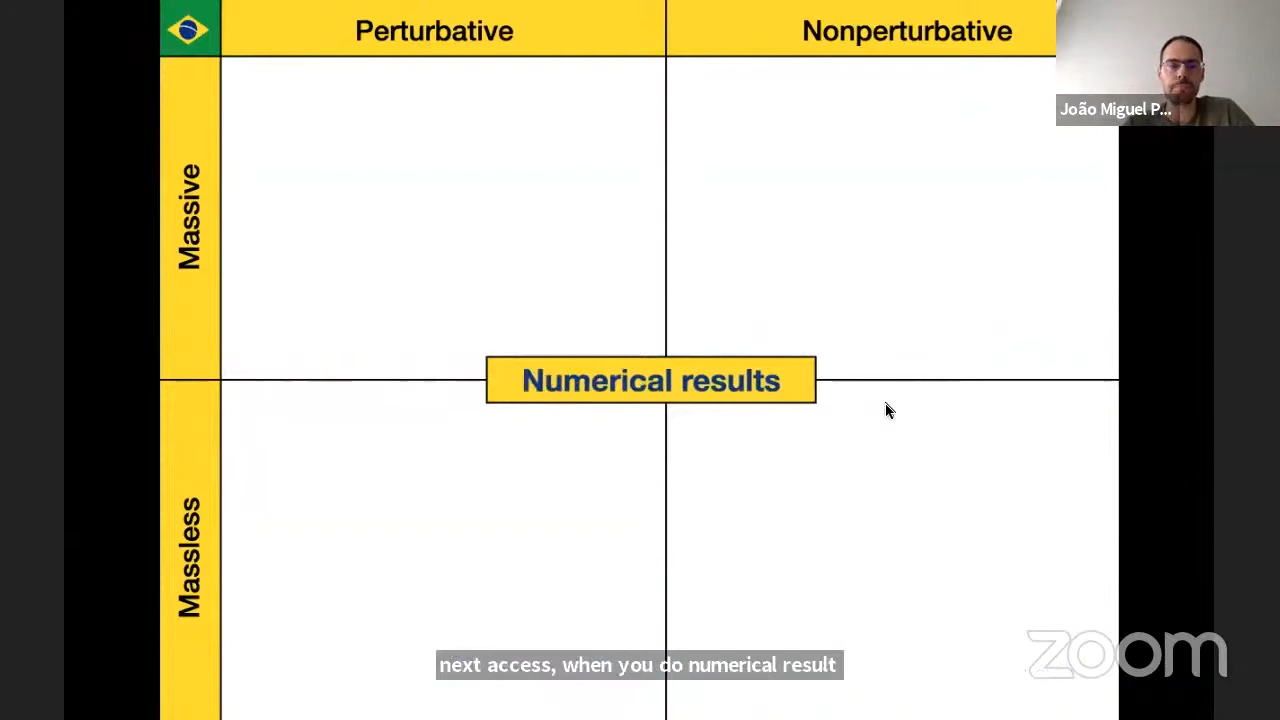 Perturbative
Nonperturbative
João Miguel P...
Massive
Numerical results
Massless
next access, when you do numerical result
zoom